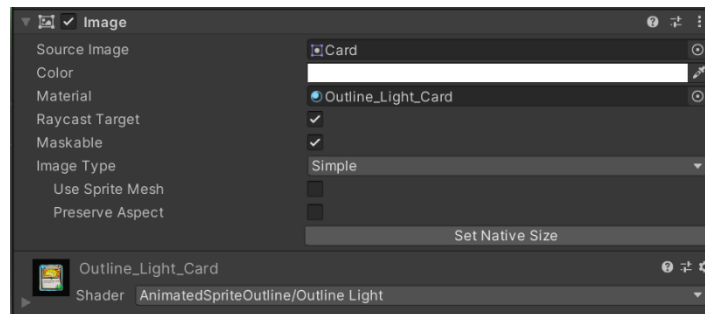 Image
Source Image Card
Color
Material Outline_Light_Card
Raycast Target
Maskable
Image Type Simple
Use Sprite Mesh
Preserve Aspect
Set Native Size
Outline_Light_Card
Shader AnimatedSpriteOutline/Outline Light